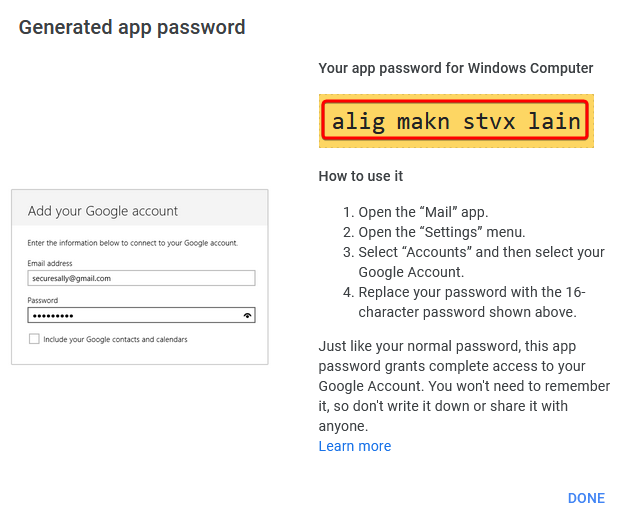 Generated app password
Your app password for Windows Computer
alig makn stvx lain
How to use it
1. Open the “Mail” app.
2. Open the “Settings” menu.
3. Select “Accounts” and then select your
Google Account.
4. Replace your password with the 16-
character password shown above.
Just like your normal password, this app
password grants complete access to your
Google Account. You won't need to remember
it, so don't write it down or share it with
anyone.
Learn more
Add your Google account
Enter the information below to connect to your Google account.
Email address
securesally@gmail.com
Password
•••••••••
Include your Google contacts and calendars
DONE